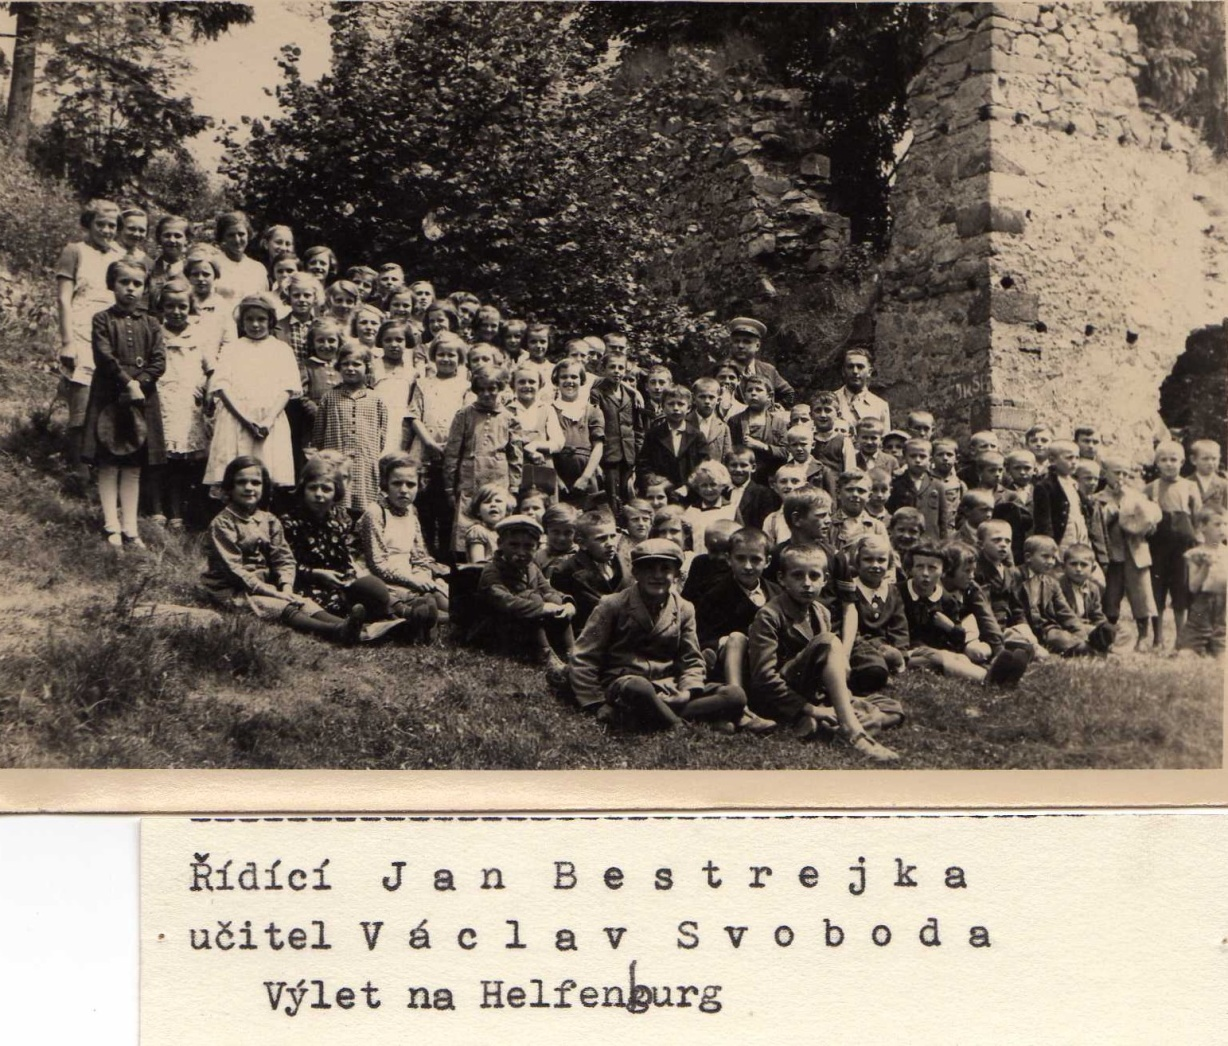 Řídící Jan Bestrejka
učitel Václav Svoboda
Výlet na Helfenburg